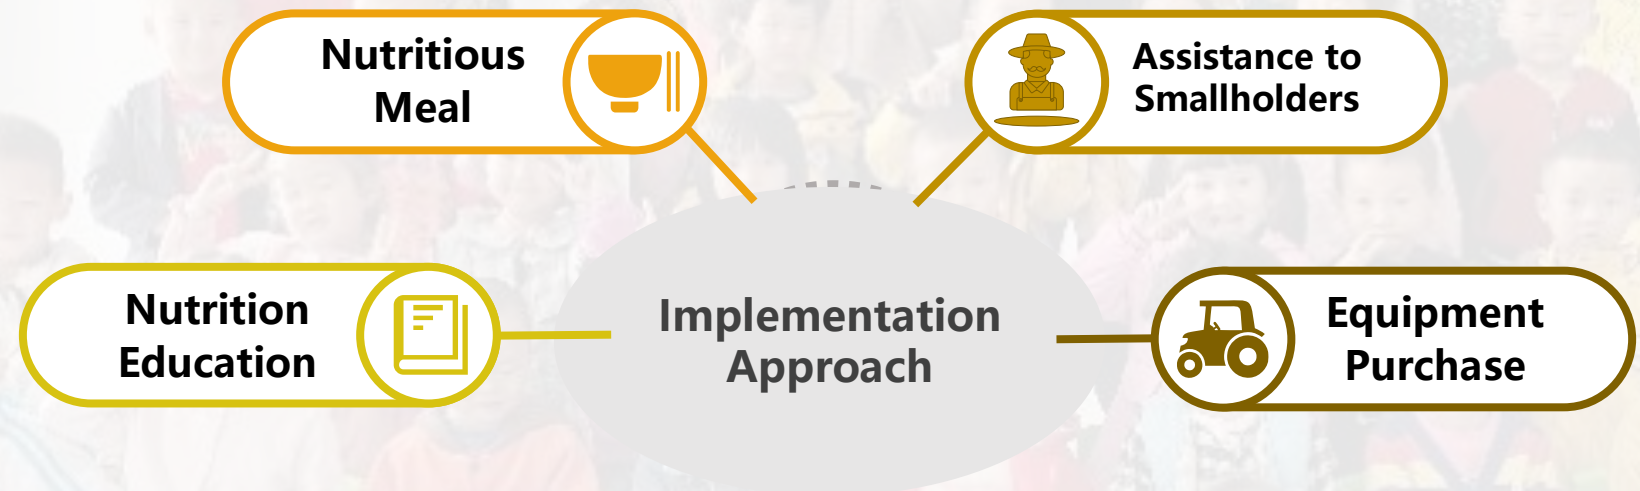 Nutritious
Meal
Assistance to
Smallholders
Nutrition
Education
Implementation
Approach
Equipment
Purchase